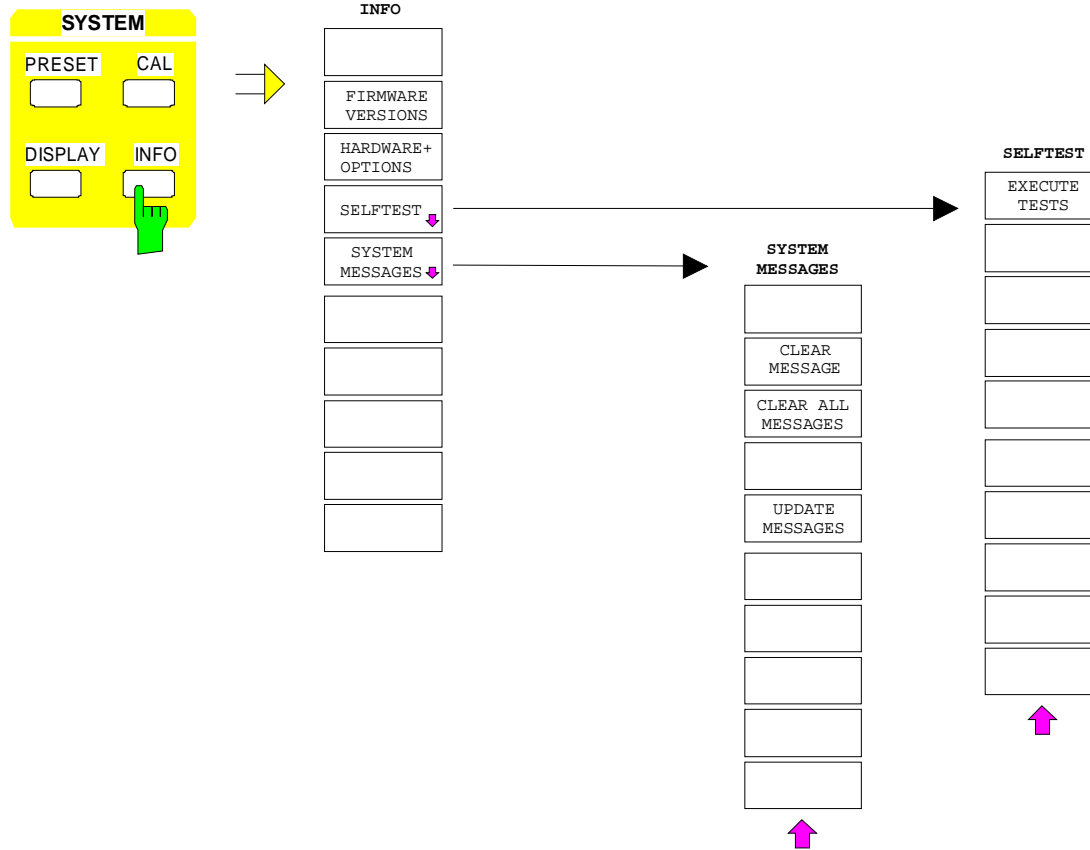 SYSTEM
PRESET CAL
DISPLAY INFO
INFO
FIRMWARE
VERSIONS
HARDWARE+
OPTIONS
SELFTEST
SYSTEM
MESSAGES
SYSTEM
MESSAGES
CLEAR
MESSAGE
CLEAR ALL
MESSAGES
UPDATE
MESSAGES
SELFTEST
EXECUTE
TESTS